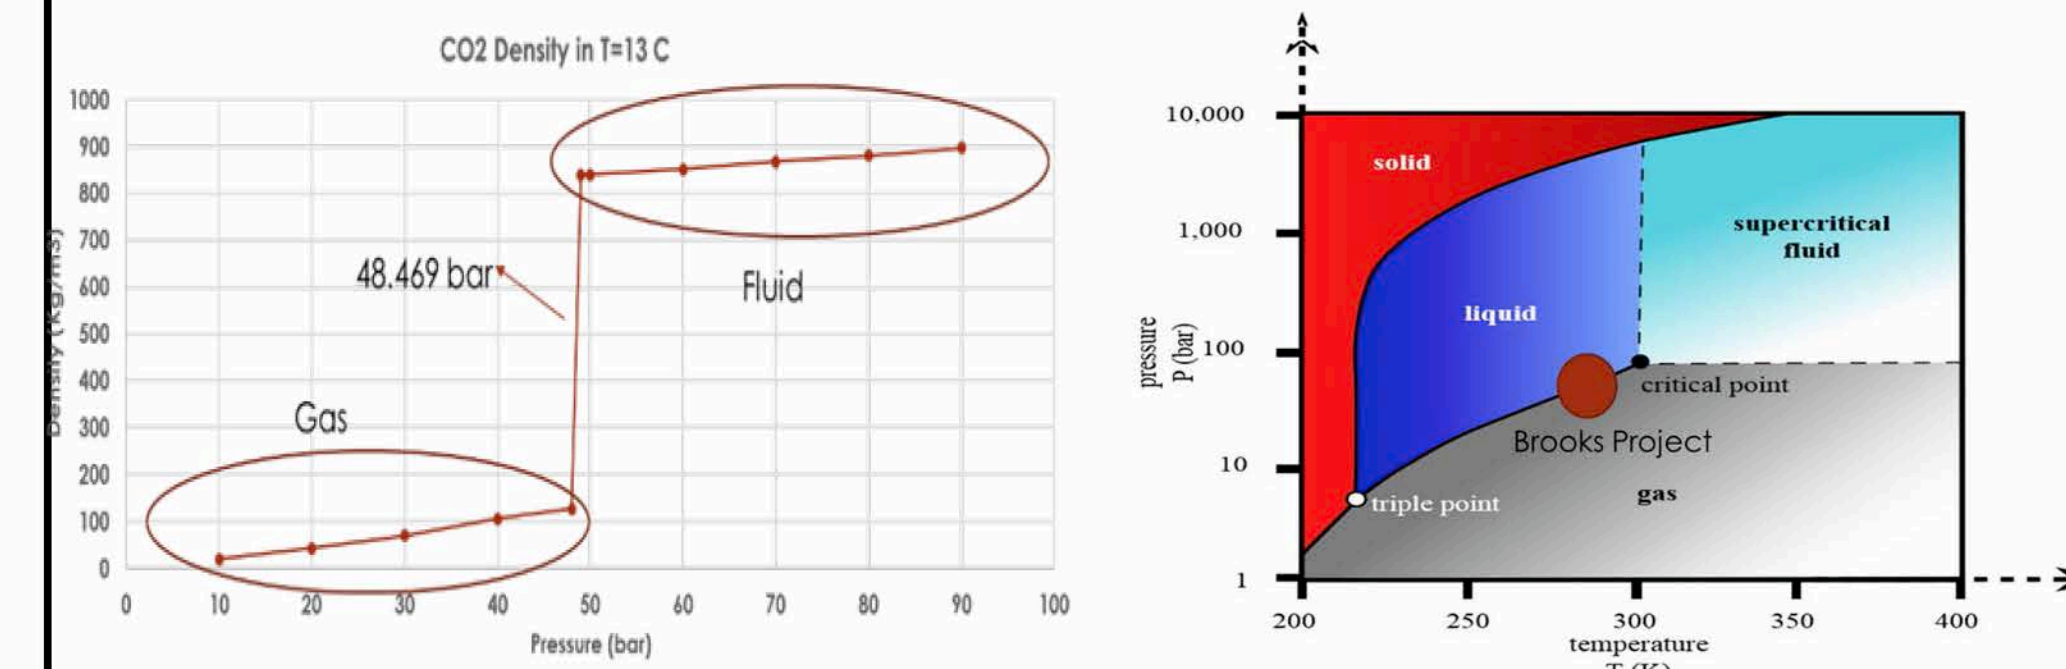 CO2 Density in T=13 C
1000
900
800
700
600
500
400
300
200
100
0
Density (Kg/m3)
48.469 bar
Fluid
Gas
0 10 20 30 40 50 60 70 80 90 100
Pressure (bar)
10,000
1,000
100
10
1
pressure
P (bar)
solid
supercritical
fluid
liquid
critical point
Brooks Project
gas
triple point
200 250 300 350 400
temperature
T (K)